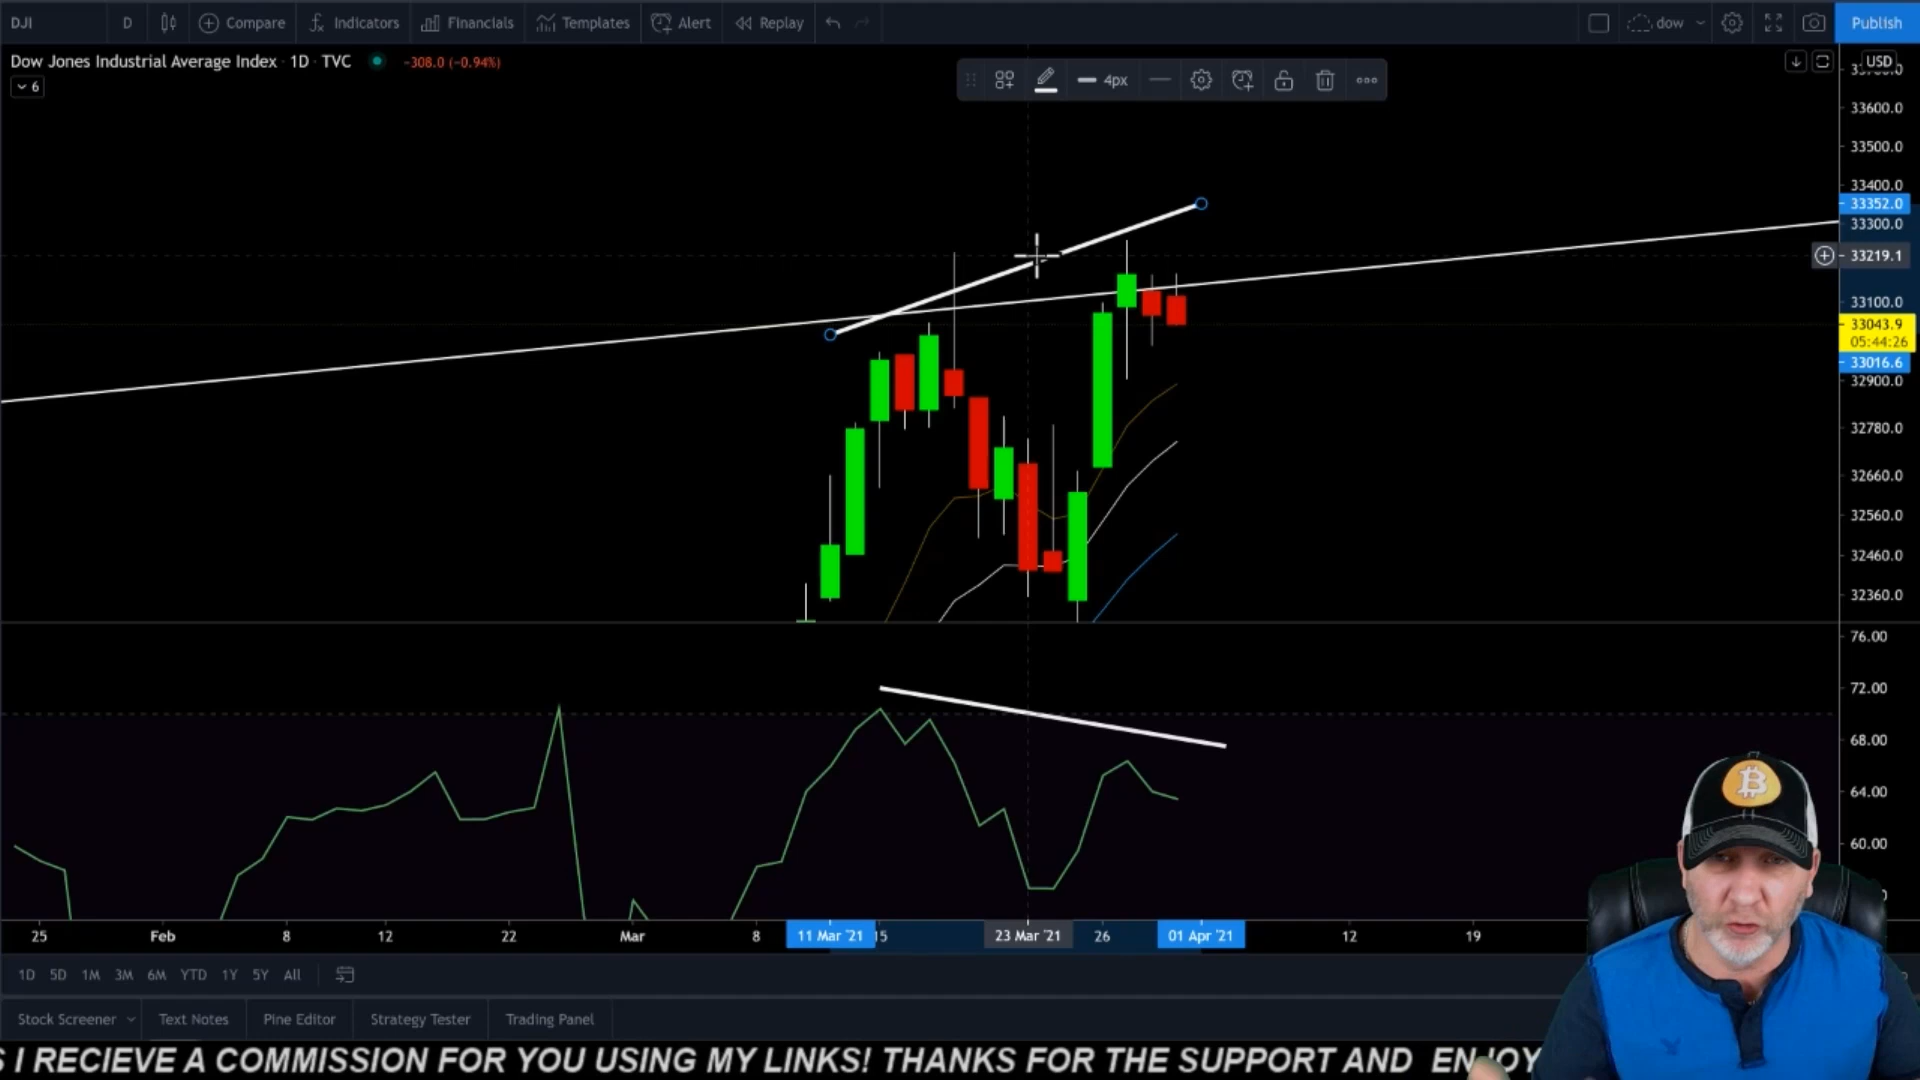 DJI D Compare Indicators Financials Templates Alert Replay dow Publish
Dow Jones Industrial Average Index · 1D · TVC −308.0 (−0.94%)
6
4px
USD
33600.0
33500.0
33400.0
33352.0
33300.0
33219.1
33100.0
33043.9
05:44:26
33016.6
32900.0
32780.0
32660.0
32560.0
32460.0
32360.0
76.00
72.00
68.00
64.00
60.00
25 Feb 8 12 22 Mar 8 11 Mar '21 15 23 Mar '21 26 01 Apr '21 12 19
1D 5D 1M 3M 6M YTD 1Y 5Y All
Stock Screener Text Notes Pine Editor Strategy Tester Trading Panel
S I RECIEVE A COMMISSION FOR YOU USING MY LINKS! THANKS FOR THE SUPPORT AND ENJOY